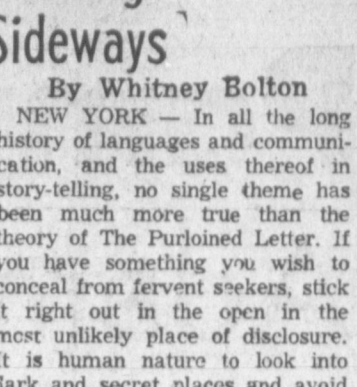 Sideways
By Whitney Bolton
NEW YORK — In all the long
history of languages and communi-
cation, and the uses thereof in
story-telling, no single theme has
been much more true than the
theory of The Purloined Letter. If
you have something you wish to
conceal from fervent seekers, stick
it right out in the open in the
most unlikely place of disclosure.
It is human nature to look into
dark and secret places and avoid